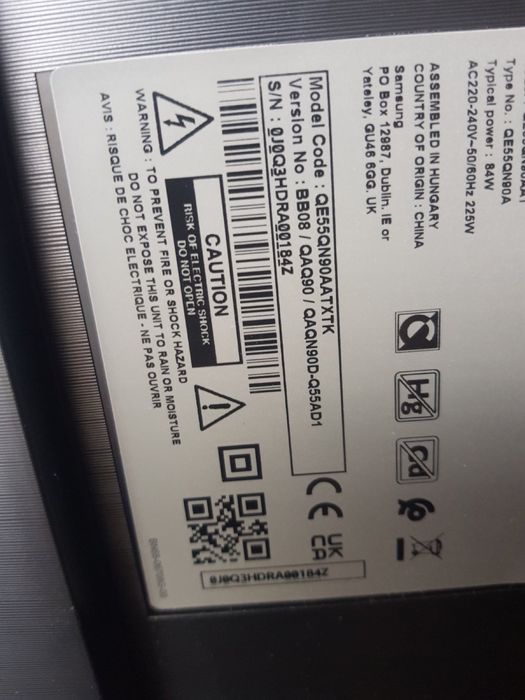 Type No. : QE55QN90A
Typical power : 84W
AC220-240V~50/60Hz 225W
ASSEMBLED IN HUNGARY
COUNTRY OF ORIGIN : CHINA
Samsung
PO Box 12987, Dublin. IE or
Yateley, GU46 6GG. UK
Hg
Cd
Model Code : QE55QN90AATXTK
Version No : BB08 / QAQ90 / QAQN90D-Q55AD1
S/N : 0J0Q3HDRA00184Z
CE
UK
CA
CAUTION
RISK OF ELECTRIC SHOCK
DO NOT OPEN
WARNING : TO PREVENT FIRE OR SHOCK HAZARD
DO NOT EXPOSE THIS UNIT TO RAIN OR MOISTURE
AVIS : RISQUE DE CHOC ELECTRIQUE - NE PAS OUVRIR
0J0Q3HDRA00184Z